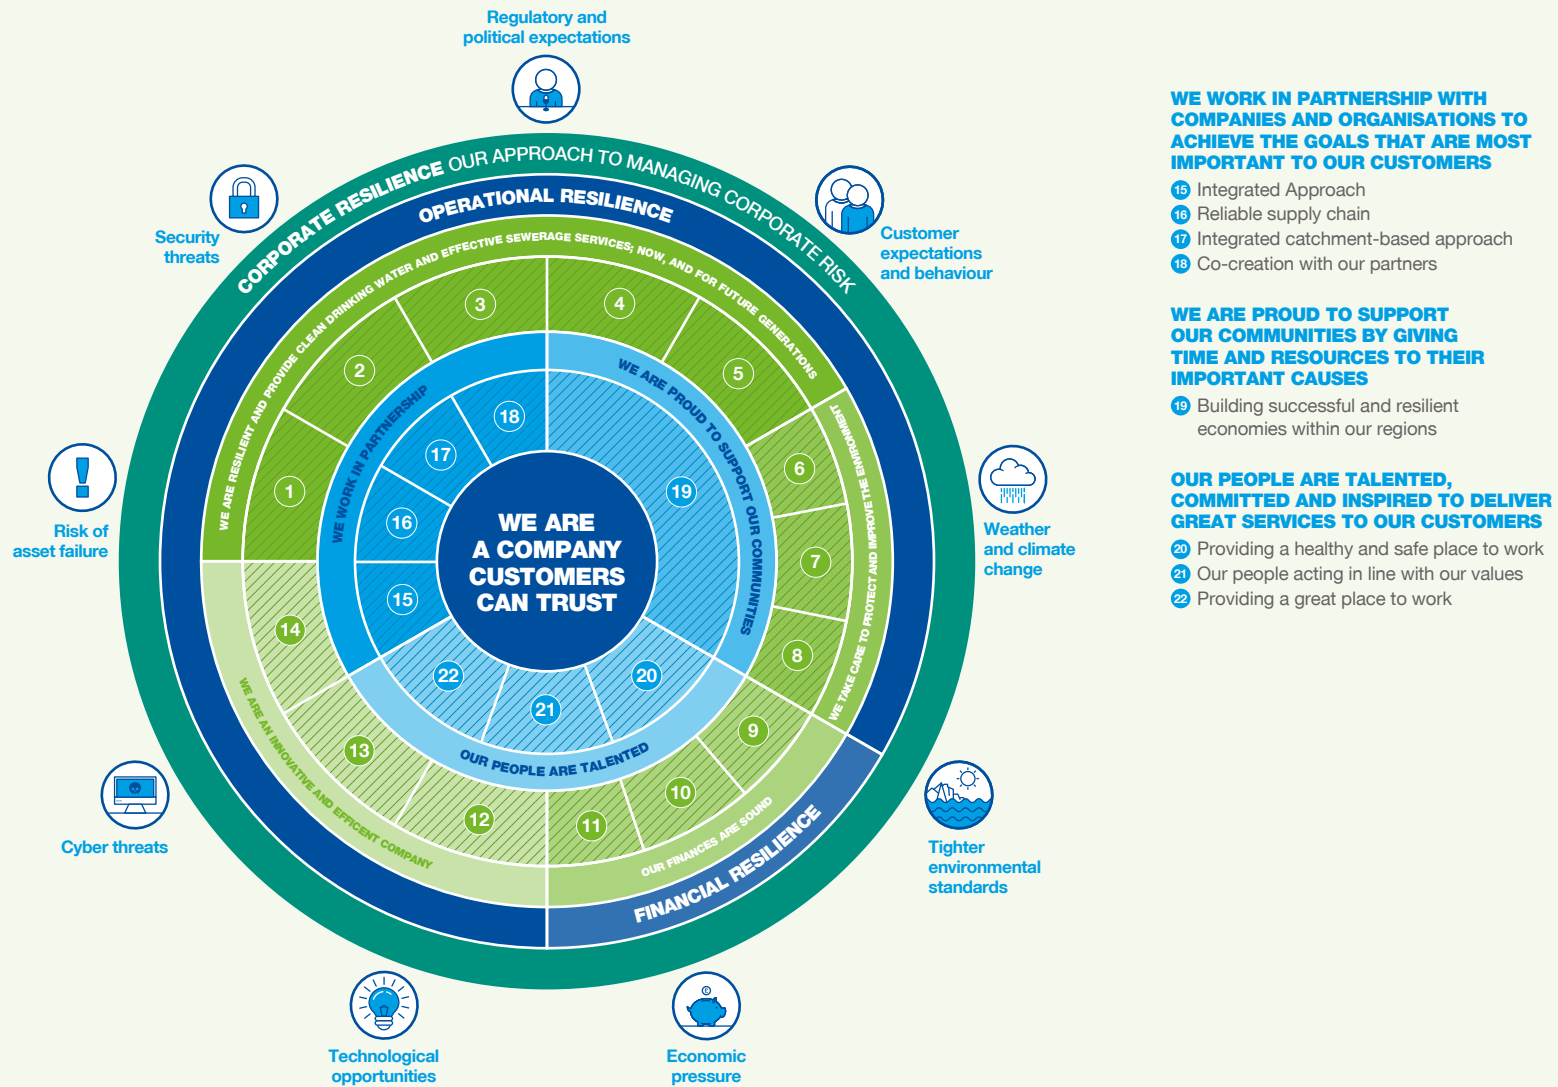 Regulatory and
political expectations
Security
threats
Customer
expectations
and behaviour
Risk of
asset failure
Weather
and climate
change
Cyber threats
Tighter
environmental
standards
Technological
opportunities
Economic
pressure
£
CORPORATE RESILIENCE OUR APPROACH TO MANAGING CORPORATE RISK
OPERATIONAL RESILIENCE
FINANCIAL RESILIENCE
WE ARE RESILIENT AND PROVIDE CLEAN DRINKING WATER AND EFFECTIVE SEWERAGE SERVICES; NOW, AND FOR FUTURE GENERATIONS
1
2
3
4
5
WE TAKE CARE TO PROTECT AND IMPROVE THE ENVIRONMENT
6
7
8
OUR FINANCES ARE SOUND
9
10
11
WE ARE AN INNOVATIVE AND EFFICENT COMPANY
12
13
14
WE WORK IN PARTNERSHIP
15
16
17
18
WE ARE PROUD TO SUPPORT OUR COMMUNITIES
19
OUR PEOPLE ARE TALENTED
20
21
22
WE ARE
A COMPANY
CUSTOMERS
CAN TRUST
WE WORK IN PARTNERSHIP WITH
COMPANIES AND ORGANISATIONS TO
ACHIEVE THE GOALS THAT ARE MOST
IMPORTANT TO OUR CUSTOMERS
15 Integrated Approach
16 Reliable supply chain
17 Integrated catchment-based approach
18 Co-creation with our partners
WE ARE PROUD TO SUPPORT
OUR COMMUNITIES BY GIVING
TIME AND RESOURCES TO THEIR
IMPORTANT CAUSES
19 Building successful and resilient
economies within our regions
OUR PEOPLE ARE TALENTED,
COMMITTED AND INSPIRED TO DELIVER
GREAT SERVICES TO OUR CUSTOMERS
20 Providing a healthy and safe place to work
21 Our people acting in line with our values
22 Providing a great place to work